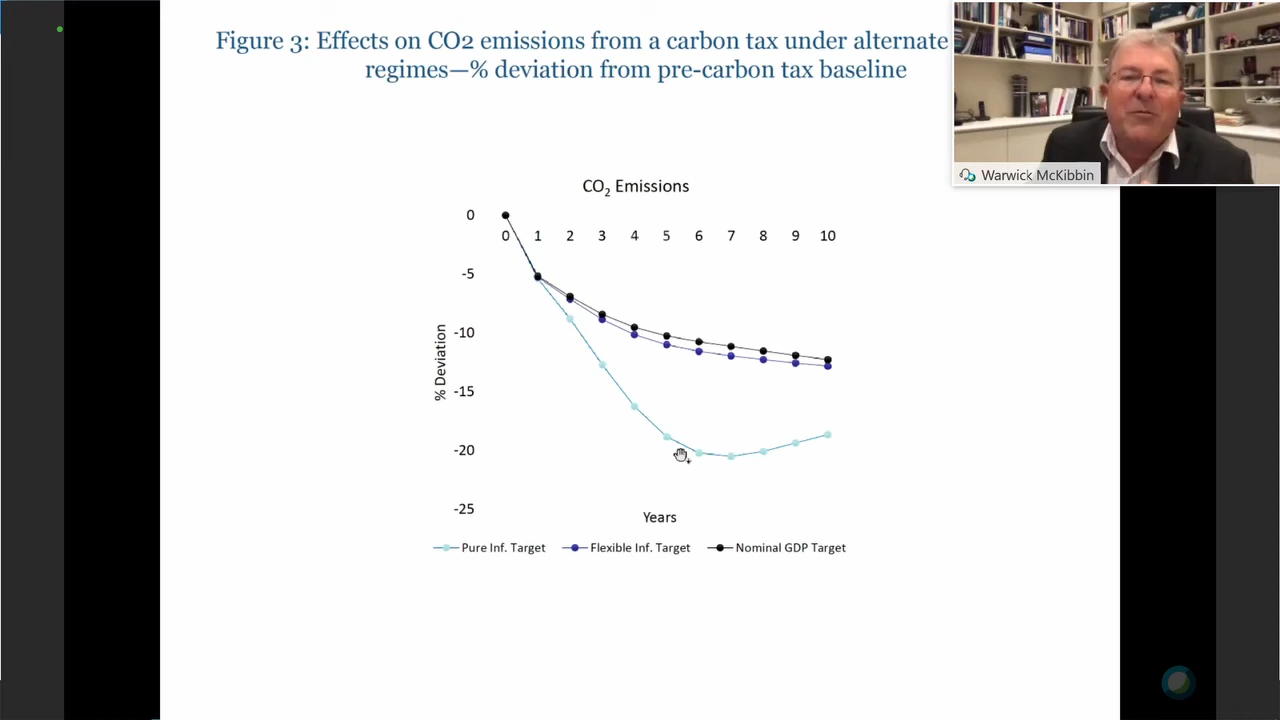 Figure 3: Effects on CO2 emissions from a carbon tax under alternate
regimes—% deviation from pre-carbon tax baseline
Warwick McKibbin
CO2 Emissions
0
0 1 2 3 4 5 6 7 8 9 10
-5
-10
-15
-20
-25
% Deviation
Years
Pure Inf. Target Flexible Inf. Target Nominal GDP Target